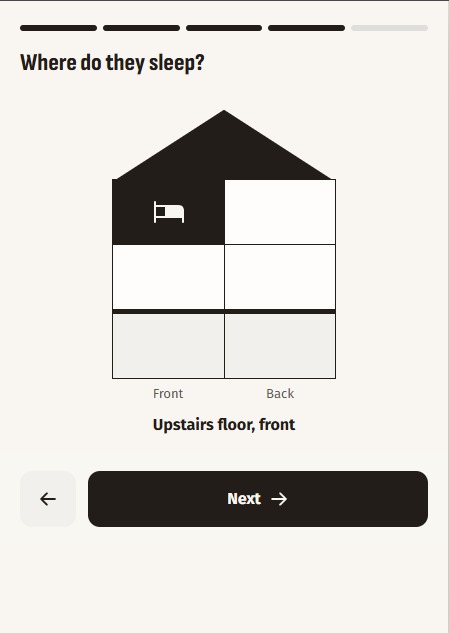 Where do they sleep?
Front
Back
Upstairs floor, front
Next